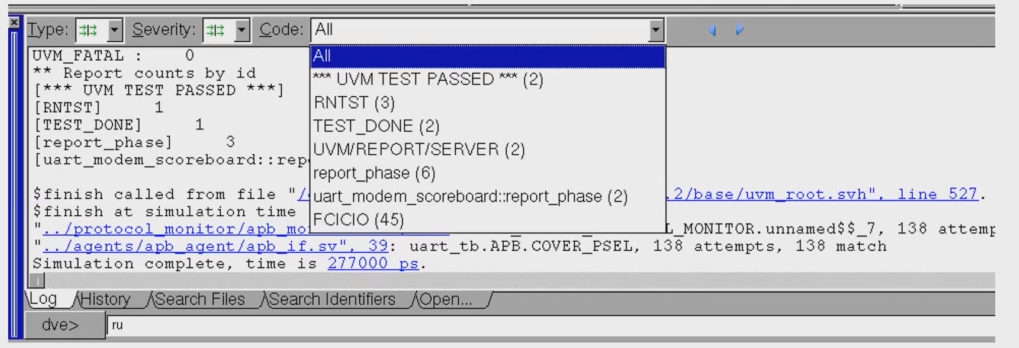 Type: Severity: Code: All
All
*** UVM TEST PASSED *** (2)
RNTST (3)
TEST_DONE (2)
UVM/REPORT/SERVER (2)
report_phase (6)
uart_modem_scoreboard::report_phase (2)
FCICIO (45)
UVM_FATAL : 0
** Report counts by id
[*** UVM TEST PASSED ***]
[RNTST] 1
[TEST_DONE] 1
[report_phase] 3
[uart_modem_scoreboard::rep
$finish called from file "/ .2/base/uvm_root.svh", line 527.
$finish at simulation time
"../protocol_monitor/apb_mo L_MONITOR.unnamed$$_7, 138 attemp
"../agents/apb_agent/apb_if.sv", 39: uart_tb.APB.COVER_PSEL, 138 attempts, 138 match
Simulation complete, time is 277000 ps.
Log History Search Files Search Identifiers Open...
dve> ru